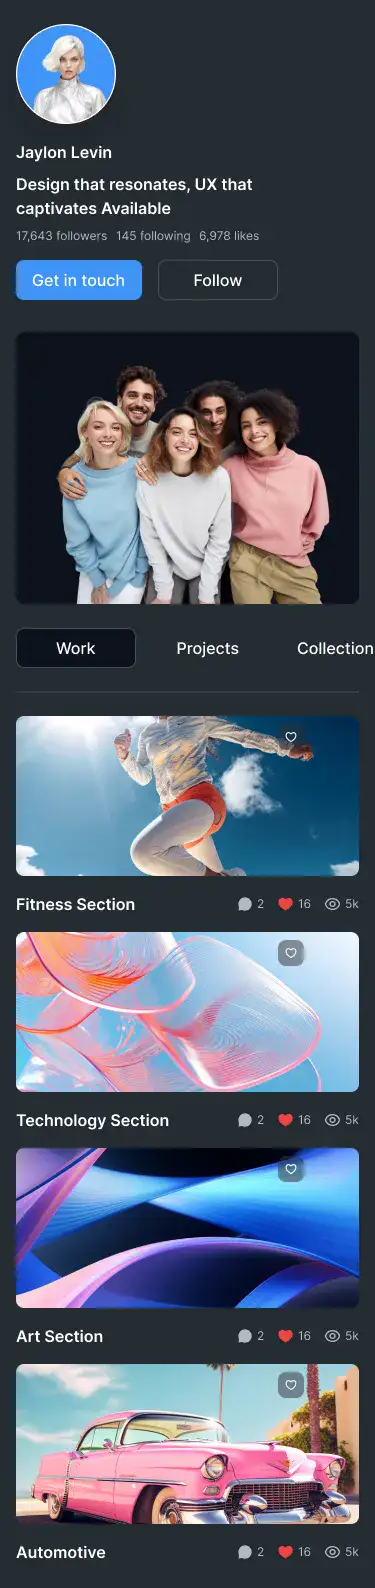 Jaylon Levin
Design that resonates, UX that
captivates Available
17,643 followers 145 following 6,978 likes
Get in touch Follow
Work Projects Collection
Fitness Section 2 16 5k
Technology Section 2 16 5k
Art Section 2 16 5k
Automotive 2 16 5k